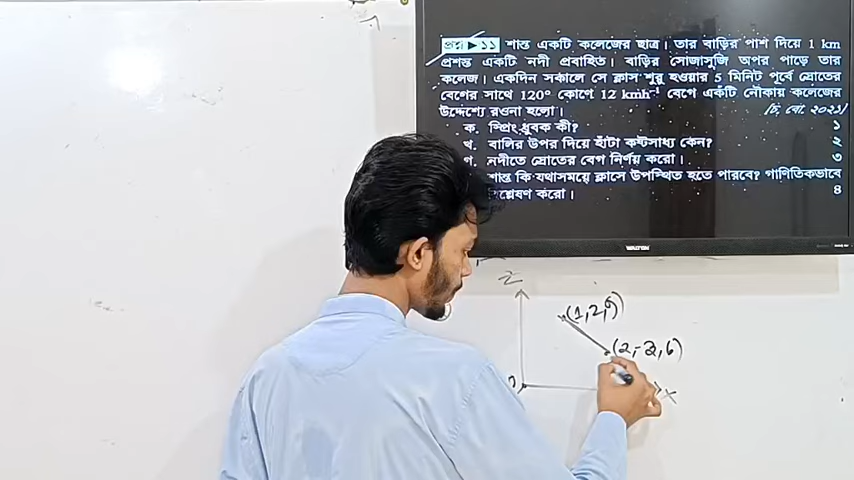 প্রশ্ন ▶ ১১ শান্ত একটি কলেজের ছাত্র। তার বাড়ির পাশ দিয়ে 1 km
প্রশস্ত একটি নদী প্রবাহিত। বাড়ির সোজাসুজি অপর পাড়ে তার
কলেজ। একদিন সকালে সে ক্লাস শুরু হওয়ার 5 মিনিট পূর্বে স্রোতের
বেগের সাথে 120° কোণে 12 kmh⁻¹ বেগে একটি নৌকায় কলেজের
উদ্দেশ্যে রওনা হলো। [চ. বো. ২০২১]
ক. স্প্রিং ধ্রুবক কী? ১
খ. বালির উপর দিয়ে হাঁটা কষ্টসাধ্য কেন? ২
গ. নদীতে স্রোতের বেগ নির্ণয় করো। ৩
শান্ত কি যথাসময়ে ক্লাসে উপস্থিত হতে পারবে? গাণিতিকভাবে
বিশ্লেষণ করো। ৪
WALTON
Z
(1,2,5)
(2,-3,6)
X